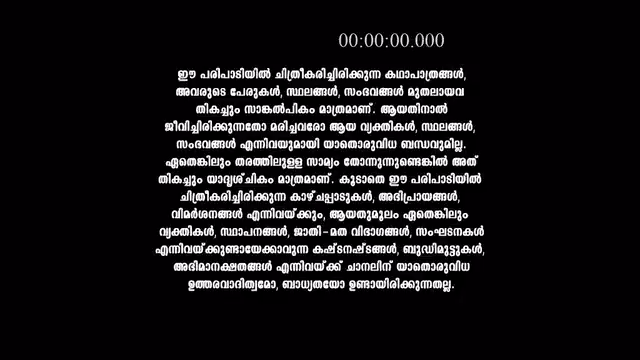 00:00:00.000
ഈ പരിപാടിയിൽ ചിത്രീകരിച്ചിരിക്കുന്ന കഥാപാത്രങ്ങൾ,
അവരുടെ പേരുകൾ, സ്ഥലങ്ങൾ, സംഭവങ്ങൾ മുതലായവ
തികച്ചും സാങ്കൽപികം മാത്രമാണ്. ആയതിനാൽ
ജീവിച്ചിരിക്കുന്നതോ മരിച്ചവരോ ആയ വ്യക്തികൾ, സ്ഥലങ്ങൾ,
സംഭവങ്ങൾ എന്നിവയുമായി യാതൊരുവിധ ബന്ധവുമില്ല.
ഏതെങ്കിലും തരത്തിലുളള സാമ്യം തോന്നുന്നുണ്ടെങ്കിൽ അത്
തികച്ചും യാദൃശ്ചികം മാത്രമാണ്. കൂടാതെ ഈ പരിപാടിയിൽ
ചിത്രീകരിച്ചിരിക്കുന്ന കാഴ്ചപ്പാടുകൾ, അഭിപ്രായങ്ങൾ,
വിമർശനങ്ങൾ എന്നിവയ്ക്കും, ആയതുമൂലം ഏതെങ്കിലും
വ്യക്തികൾ, സ്ഥാപനങ്ങൾ, ജാതി-മത വിഭാഗങ്ങൾ, സംഘടനകൾ
എന്നിവയ്ക്കുണ്ടായേക്കാവുന്ന കഷ്ടനഷ്ടങ്ങൾ, ബുദ്ധിമുട്ടുകൾ,
അഭിമാനക്ഷതങ്ങൾ എന്നിവയ്ക്ക് ചാനലിന് യാതൊരുവിധ
ഉത്തരവാദിത്വമോ, ബാധ്യതയോ ഉണ്ടായിരിക്കുന്നതല്ല.